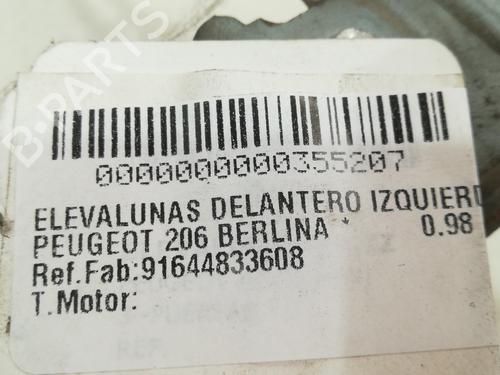 0000000000355207
ELEVALUNAS DELANTERO IZQUIERD
PEUGEOT 206 BERLINA * 0.98
Ref.Fab:91644833608
T.Motor:
B-PARTS